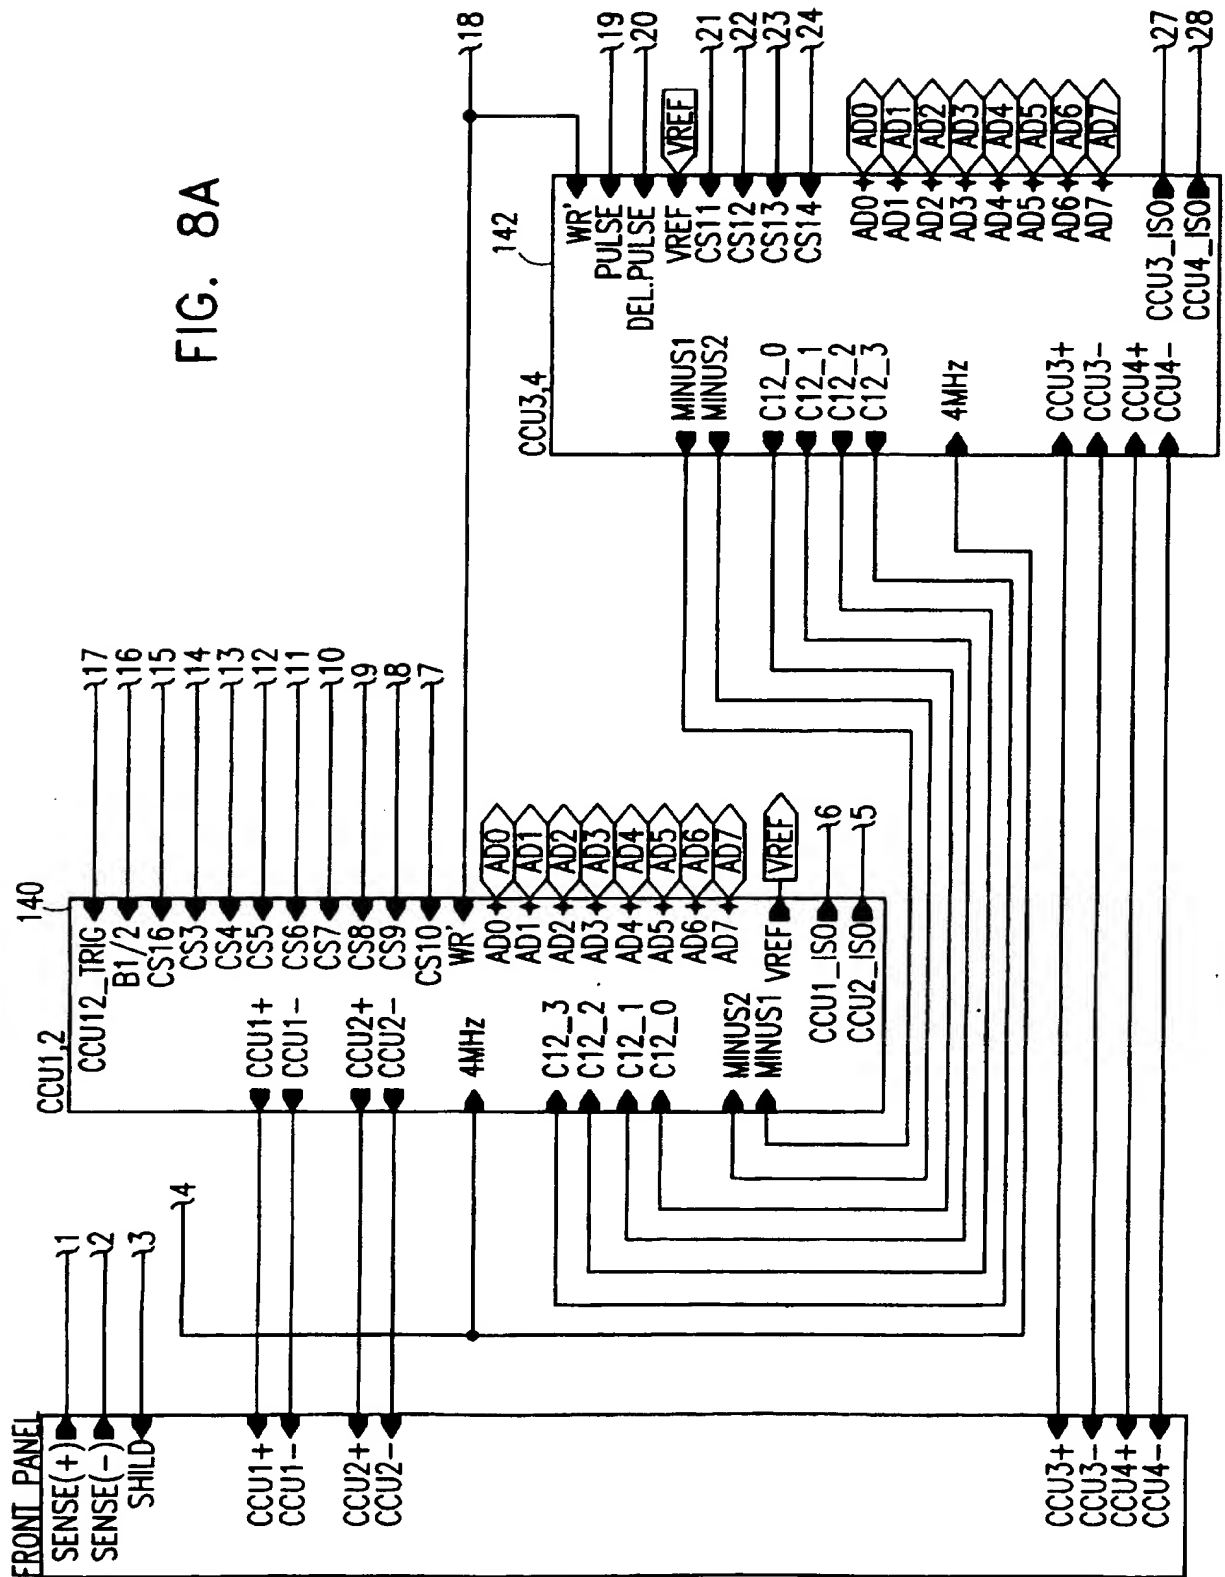 FIG. 8A
FRONT PANEL
SENSE(+)
SENSE(-)
SHILD
CCU1+
CCU1-
CCU2+
CCU2-
CCU3+
CCU3-
CCU4+
CCU4-
1
2
3
4
CCU1,2
140
CCU12_TRIG
B1/2
CS16
CS3
CS4
CS5
CS6
CS7
CS8
CS9
CS10
WR'
17
16
15
14
13
12
11
10
9
8
7
18
CCU1+
CCU1-
CCU2+
CCU2-
4MHz
C12_3
C12_2
C12_1
C12_0
MINUS2
MINUS1
AD0 AD0
AD1 AD1
AD2 AD2
AD3 AD3
AD4 AD4
AD5 AD5
AD6 AD6
AD7 AD7
VREF VREF
CCU1_ISO 6
CCU2_ISO 5
CCU3,4
142
WR'
PULSE 19
DEL.PULSE 20
VREF VREF
CS11 21
CS12 22
CS13 23
CS14 24
AD0 AD0
AD1 AD1
AD2 AD2
AD3 AD3
AD4 AD4
AD5 AD5
AD6 AD6
AD7 AD7
CCU3_ISO 27
CCU4_ISO 28
MINUS1
MINUS2
C12_0
C12_1
C12_2
C12_3
4MHz
CCU3+
CCU3-
CCU4+
CCU4-